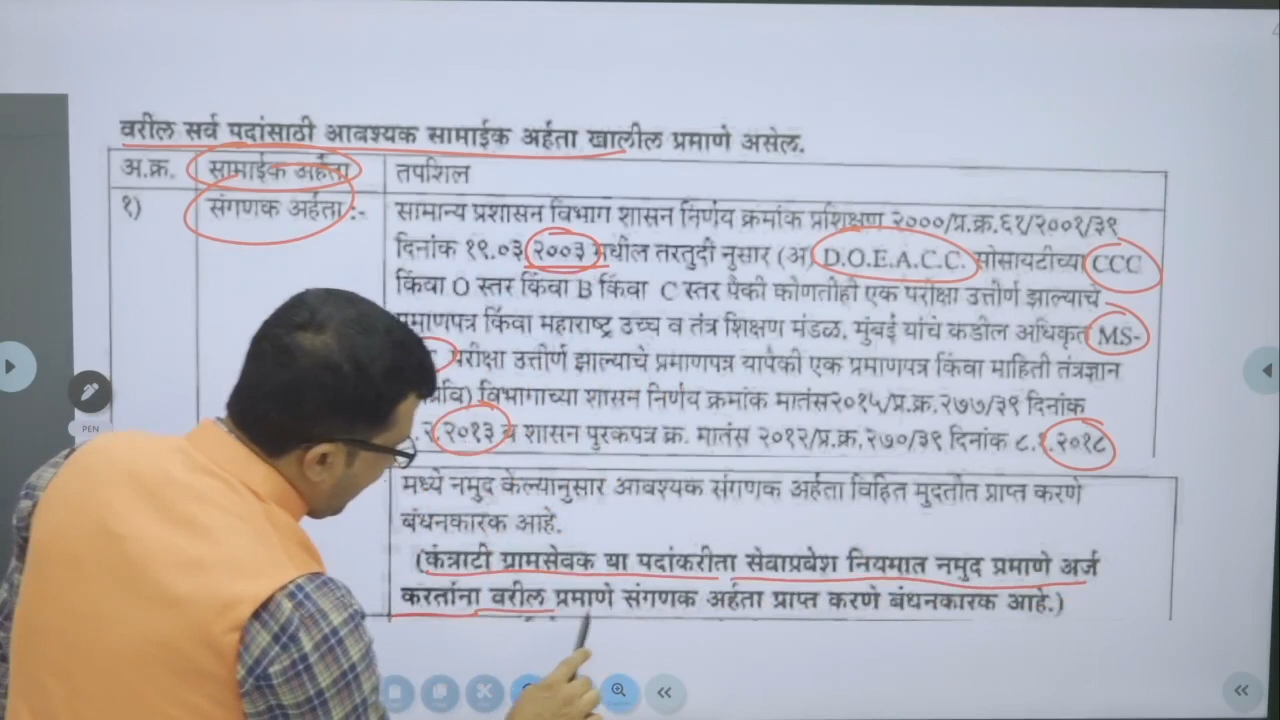 वरील सर्व पदांसाठी आवश्यक सामाईक अर्हता खालील प्रमाणे असेल.
अ.क्र. सामाईक अर्हता तपशिल
१) संगणक अर्हता :- सामान्य प्रशासन विभाग शासन निर्णय क्रमांक प्रशिक्षण २०००/प्र.क्र.६१/२००१/३९
दिनांक १९.०३.२००३ मधील तरतुदी नुसार (अ) D.O.E.A.C.C. सोसायटीच्या CCC
किंवा O स्तर किंवा B किंवा C स्तर पैकी कोणतीही एक परीक्षा उत्तीर्ण झाल्याचे
प्रमाणपत्र किंवा महाराष्ट्र उच्च व तंत्र शिक्षण मंडळ, मुंबई यांचे कडील अधिकृत MS-
परीक्षा उत्तीर्ण झाल्याचे प्रमाणपत्र यापैकी एक प्रमाणपत्र किंवा माहिती तंत्रज्ञान
विभागाच्या शासन निर्णय क्रमांक मातंस२०१५/प्र.क्र.२७७/३९ दिनांक
.२.२०१३ व शासन पुरकपत्र क्र. मातंस २०१२/प्र.क्र.२७०/३९ दिनांक ८.१.२०१८
मध्ये नमुद केल्यानुसार आवश्यक संगणक अर्हता विहित मुदतीत प्राप्त करणे
बंधनकारक आहे.
(कंत्राटी ग्रामसेवक या पदांकरीता सेवाप्रवेश नियमात नमुद प्रमाणे अर्ज
करतांना वरील प्रमाणे संगणक अर्हता प्राप्त करणे बंधनकारक आहे.)
PEN